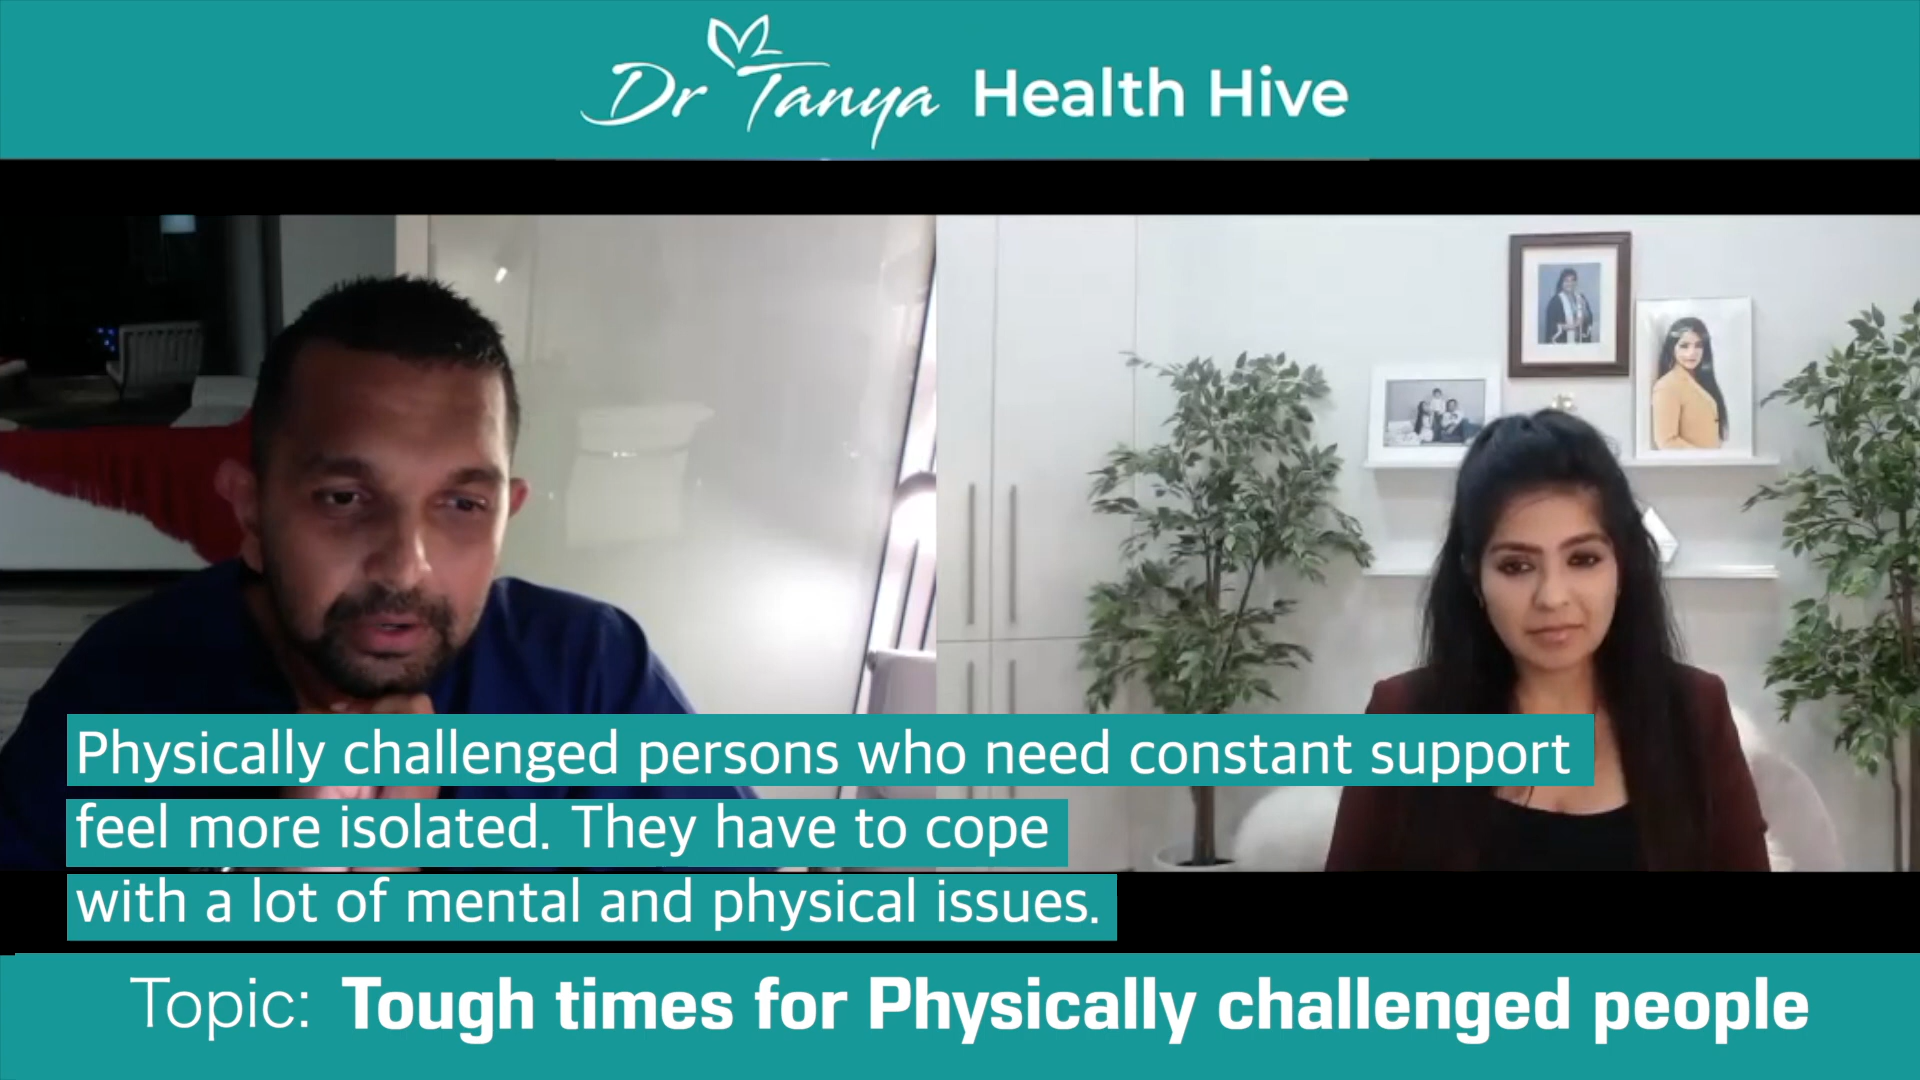 Dr Tanya Health Hive
Physically challenged persons who need constant support
feel more isolated. They have to cope
with a lot of mental and physical issues.
Topic: Tough times for Physically challenged people